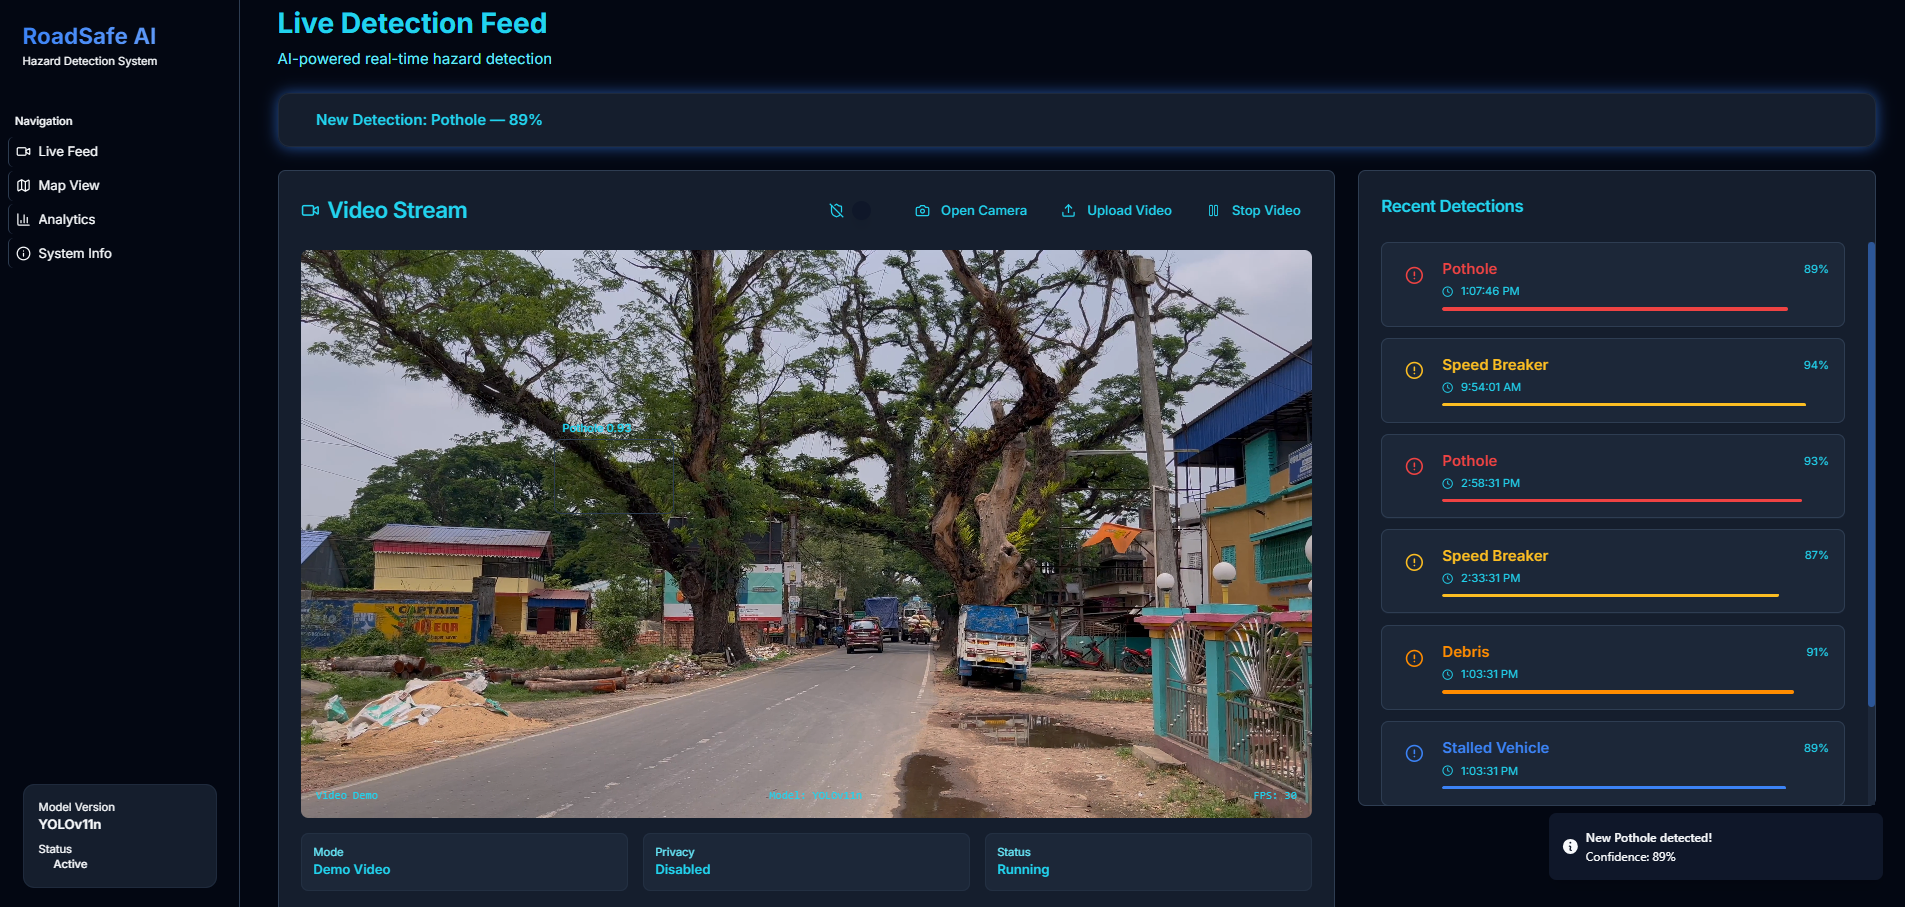 RoadSafe AI
Hazard Detection System
Navigation
Live Feed
Map View
Analytics
System Info
Model Version
YOLOv11n
Status
Active
Live Detection Feed
AI-powered real-time hazard detection
New Detection: Pothole — 89%
Video Stream
Open Camera
Upload Video
Stop Video
Pothole 0.93
CAPTAIN
Video Demo
Model: YOLOv11n
FPS: 30
Mode
Demo Video
Privacy
Disabled
Status
Running
Recent Detections
Pothole 89%
1:07:46 PM
Speed Breaker 94%
9:54:01 AM
Pothole 93%
2:58:31 PM
Speed Breaker 87%
2:33:31 PM
Debris 91%
1:03:31 PM
Stalled Vehicle 89%
1:03:31 PM
New Pothole detected!
Confidence: 89%